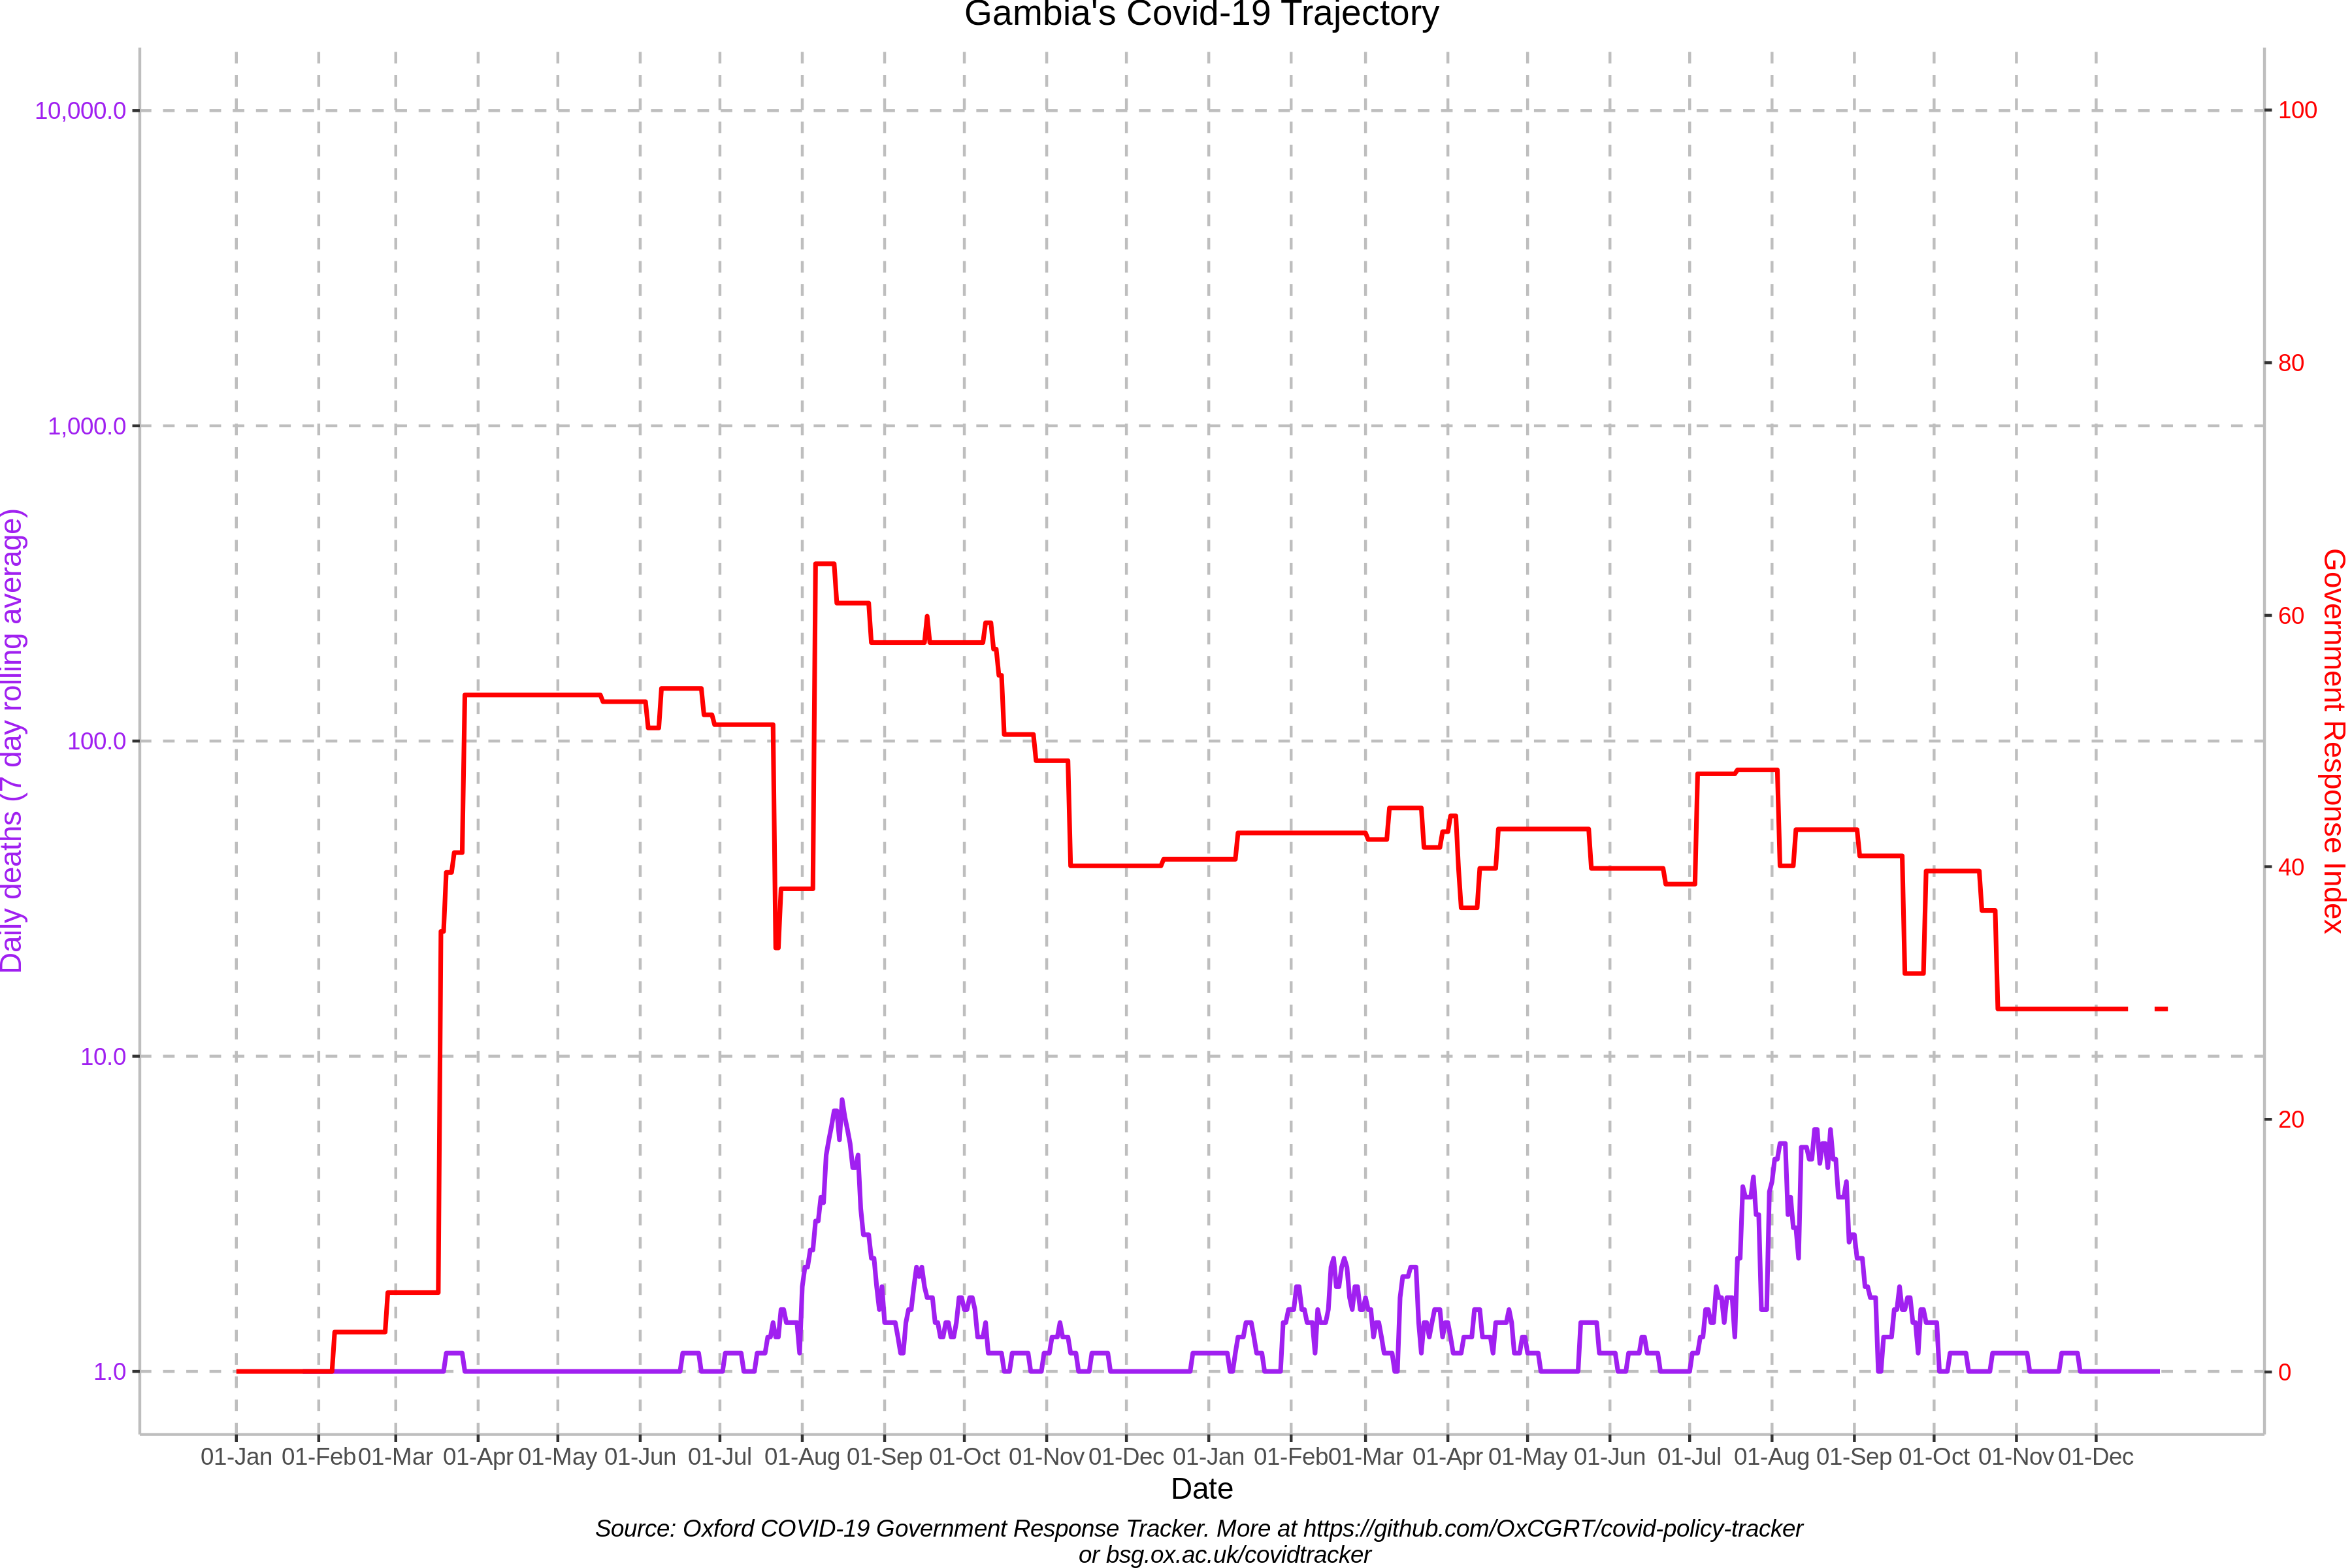 Gambia's Covid-19 Trajectory
10,000.0
1,000.0
100.0
10.0
1.0
Daily deaths (7 day rolling average)
100
80
60
40
20
0
Government Response Index
01-Jan 01-Feb 01-Mar 01-Apr 01-May 01-Jun 01-Jul 01-Aug 01-Sep 01-Oct 01-Nov 01-Dec 01-Jan 01-Feb 01-Mar 01-Apr 01-May 01-Jun 01-Jul 01-Aug 01-Sep 01-Oct 01-Nov 01-Dec
Date
Source: Oxford COVID-19 Government Response Tracker. More at https://github.com/OxCGRT/covid-policy-tracker
or bsg.ox.ac.uk/covidtracker